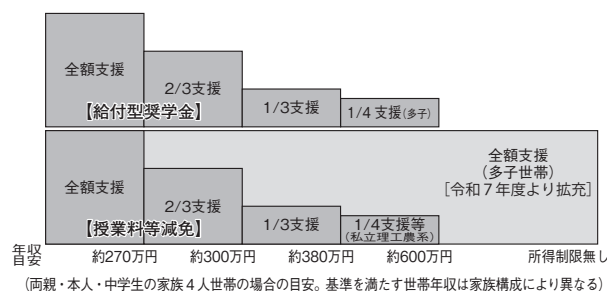 全額支援
2/3支援
1/3支援
1/4 支援(多子)
【給付型奨学金】
全額支援
2/3支援
1/3支援
1/4支援等
(私立理工農系)
全額支援
(多子世帯)
[令和7年度より拡充]
【授業料等減免】
年収
目安
約270万円
約300万円
約380万円
約600万円
所得制限無し
(両親・本人・中学生の家族4人世帯の場合の目安。基準を満たす世帯年収は家族構成により異なる)